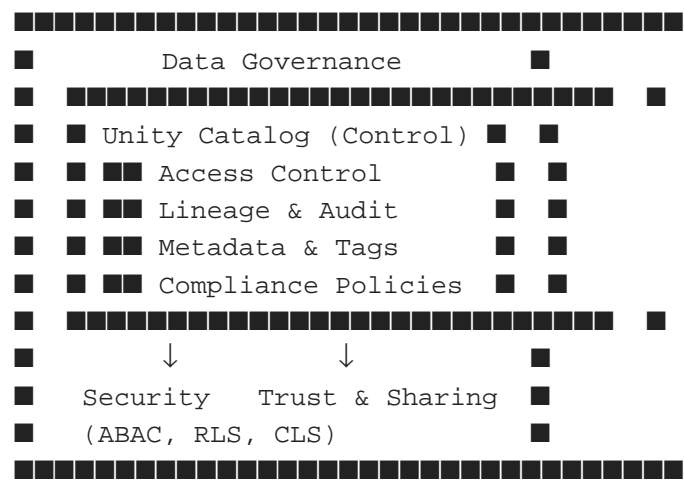 Data Governance
Unity Catalog (Control)
Access Control
Lineage & Audit
Metadata & Tags
Compliance Policies
↓ ↓
Security Trust & Sharing
(ABAC, RLS, CLS)